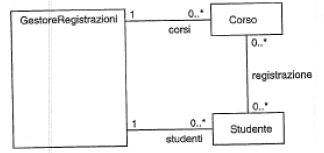 GestoreRegistrazioni
1
0..*
Corso
corsi
0..*
registrazione
0..*
1
0..*
Studente
studenti